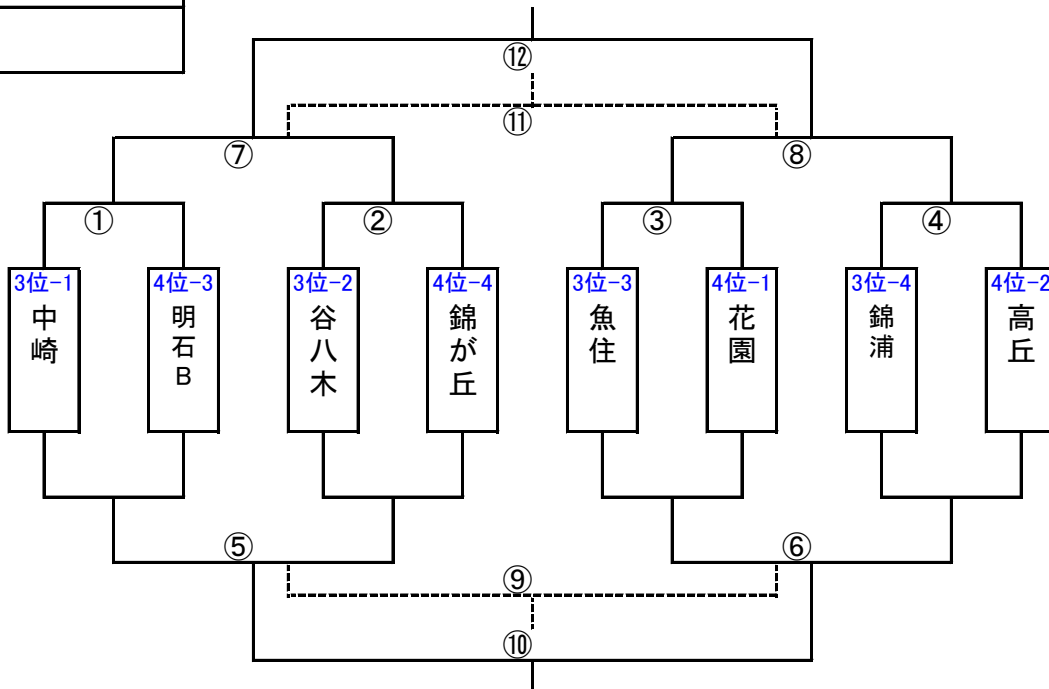 ⑫
⑪
⑦
⑧
①
②
③
④
3位-1
4位-3
3位-2
4位-4
3位-3
4位-1
3位-4
4位-2
中崎
明石B
谷八木
錦が丘
魚住
花園
錦浦
高丘
⑤
⑥
⑨
⑩